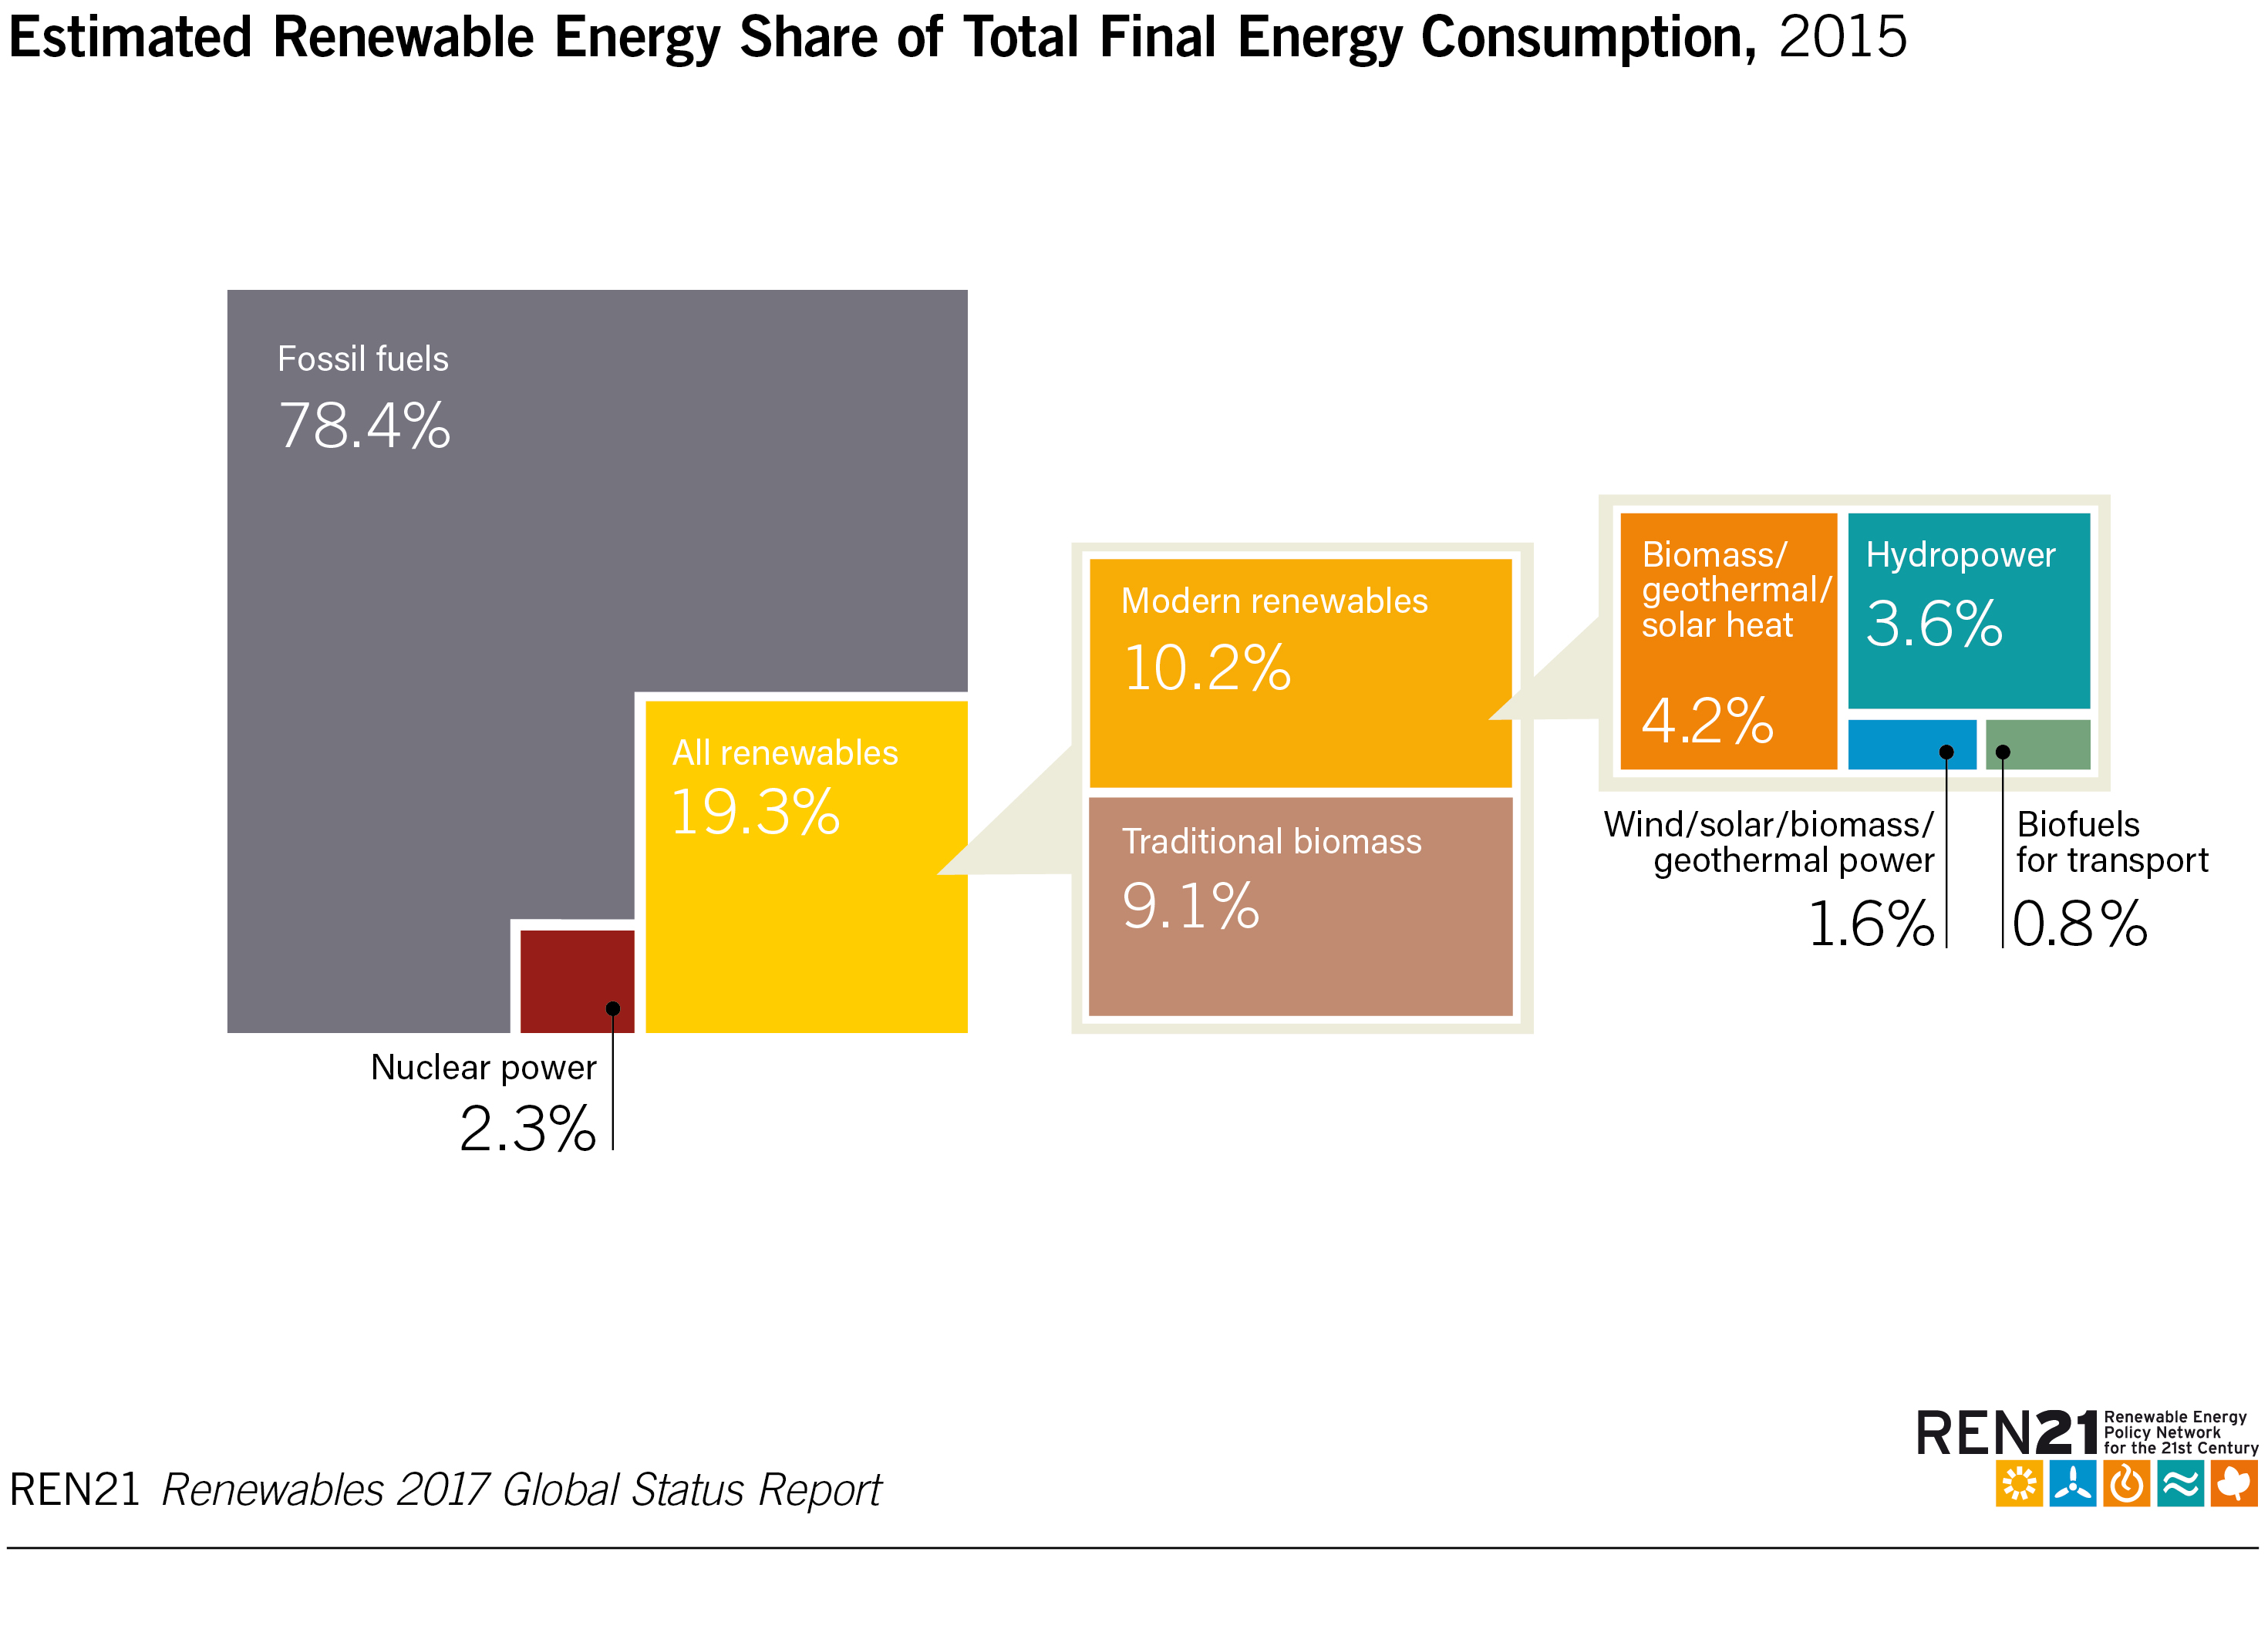 Estimated Renewable Energy Share of Total Final Energy Consumption, 2015
Fossil fuels
78.4%
All renewables
19.3%
Nuclear power
2.3%
Modern renewables
10.2%
Traditional biomass
9.1%
Biomass/
geothermal/
solar heat
4.2%
Hydropower
3.6%
Wind/solar/biomass/
geothermal power
1.6%
Biofuels
for transport
0.8%
REN21 Renewables 2017 Global Status Report
REN21
Renewable Energy
Policy Network
for the 21st Century